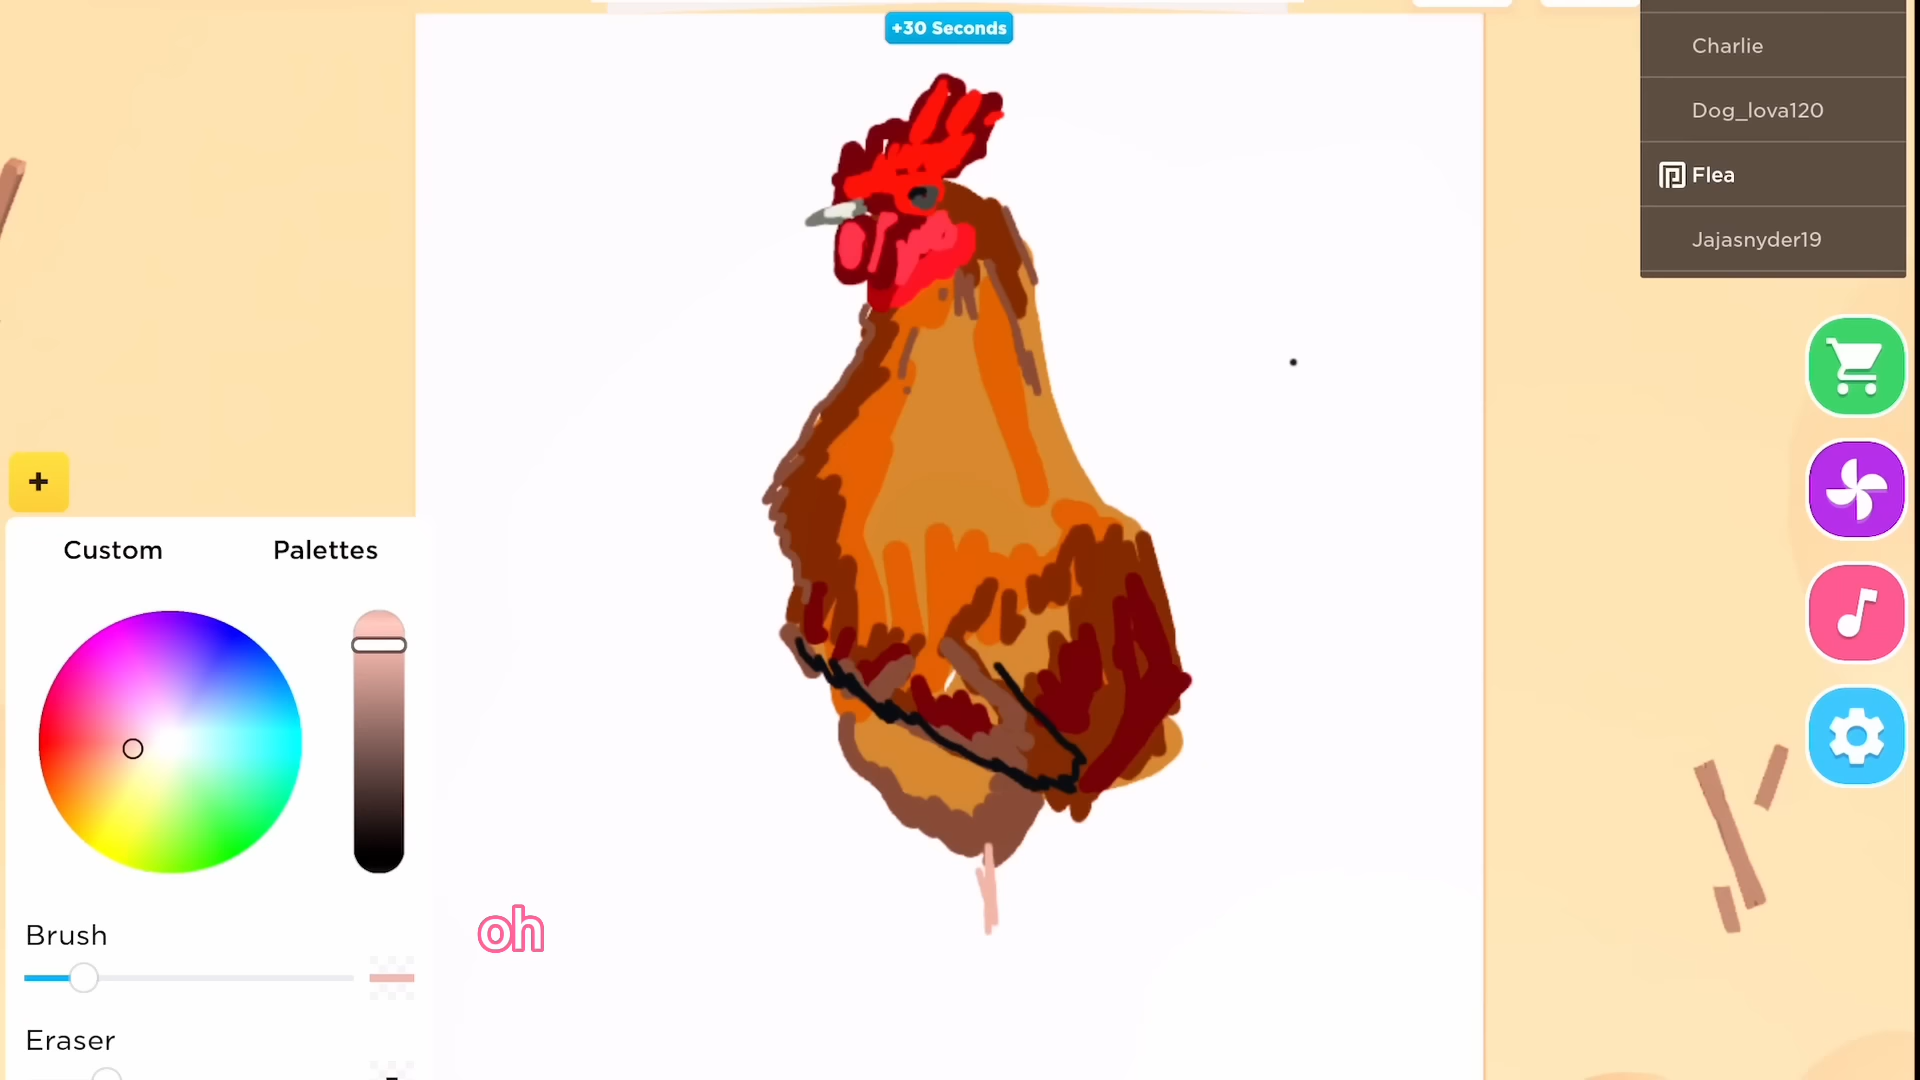 +30 Seconds
Charlie
Dog_lova120
Flea
Jajasnyder19
+
Custom
Palettes
Brush
Eraser
oh